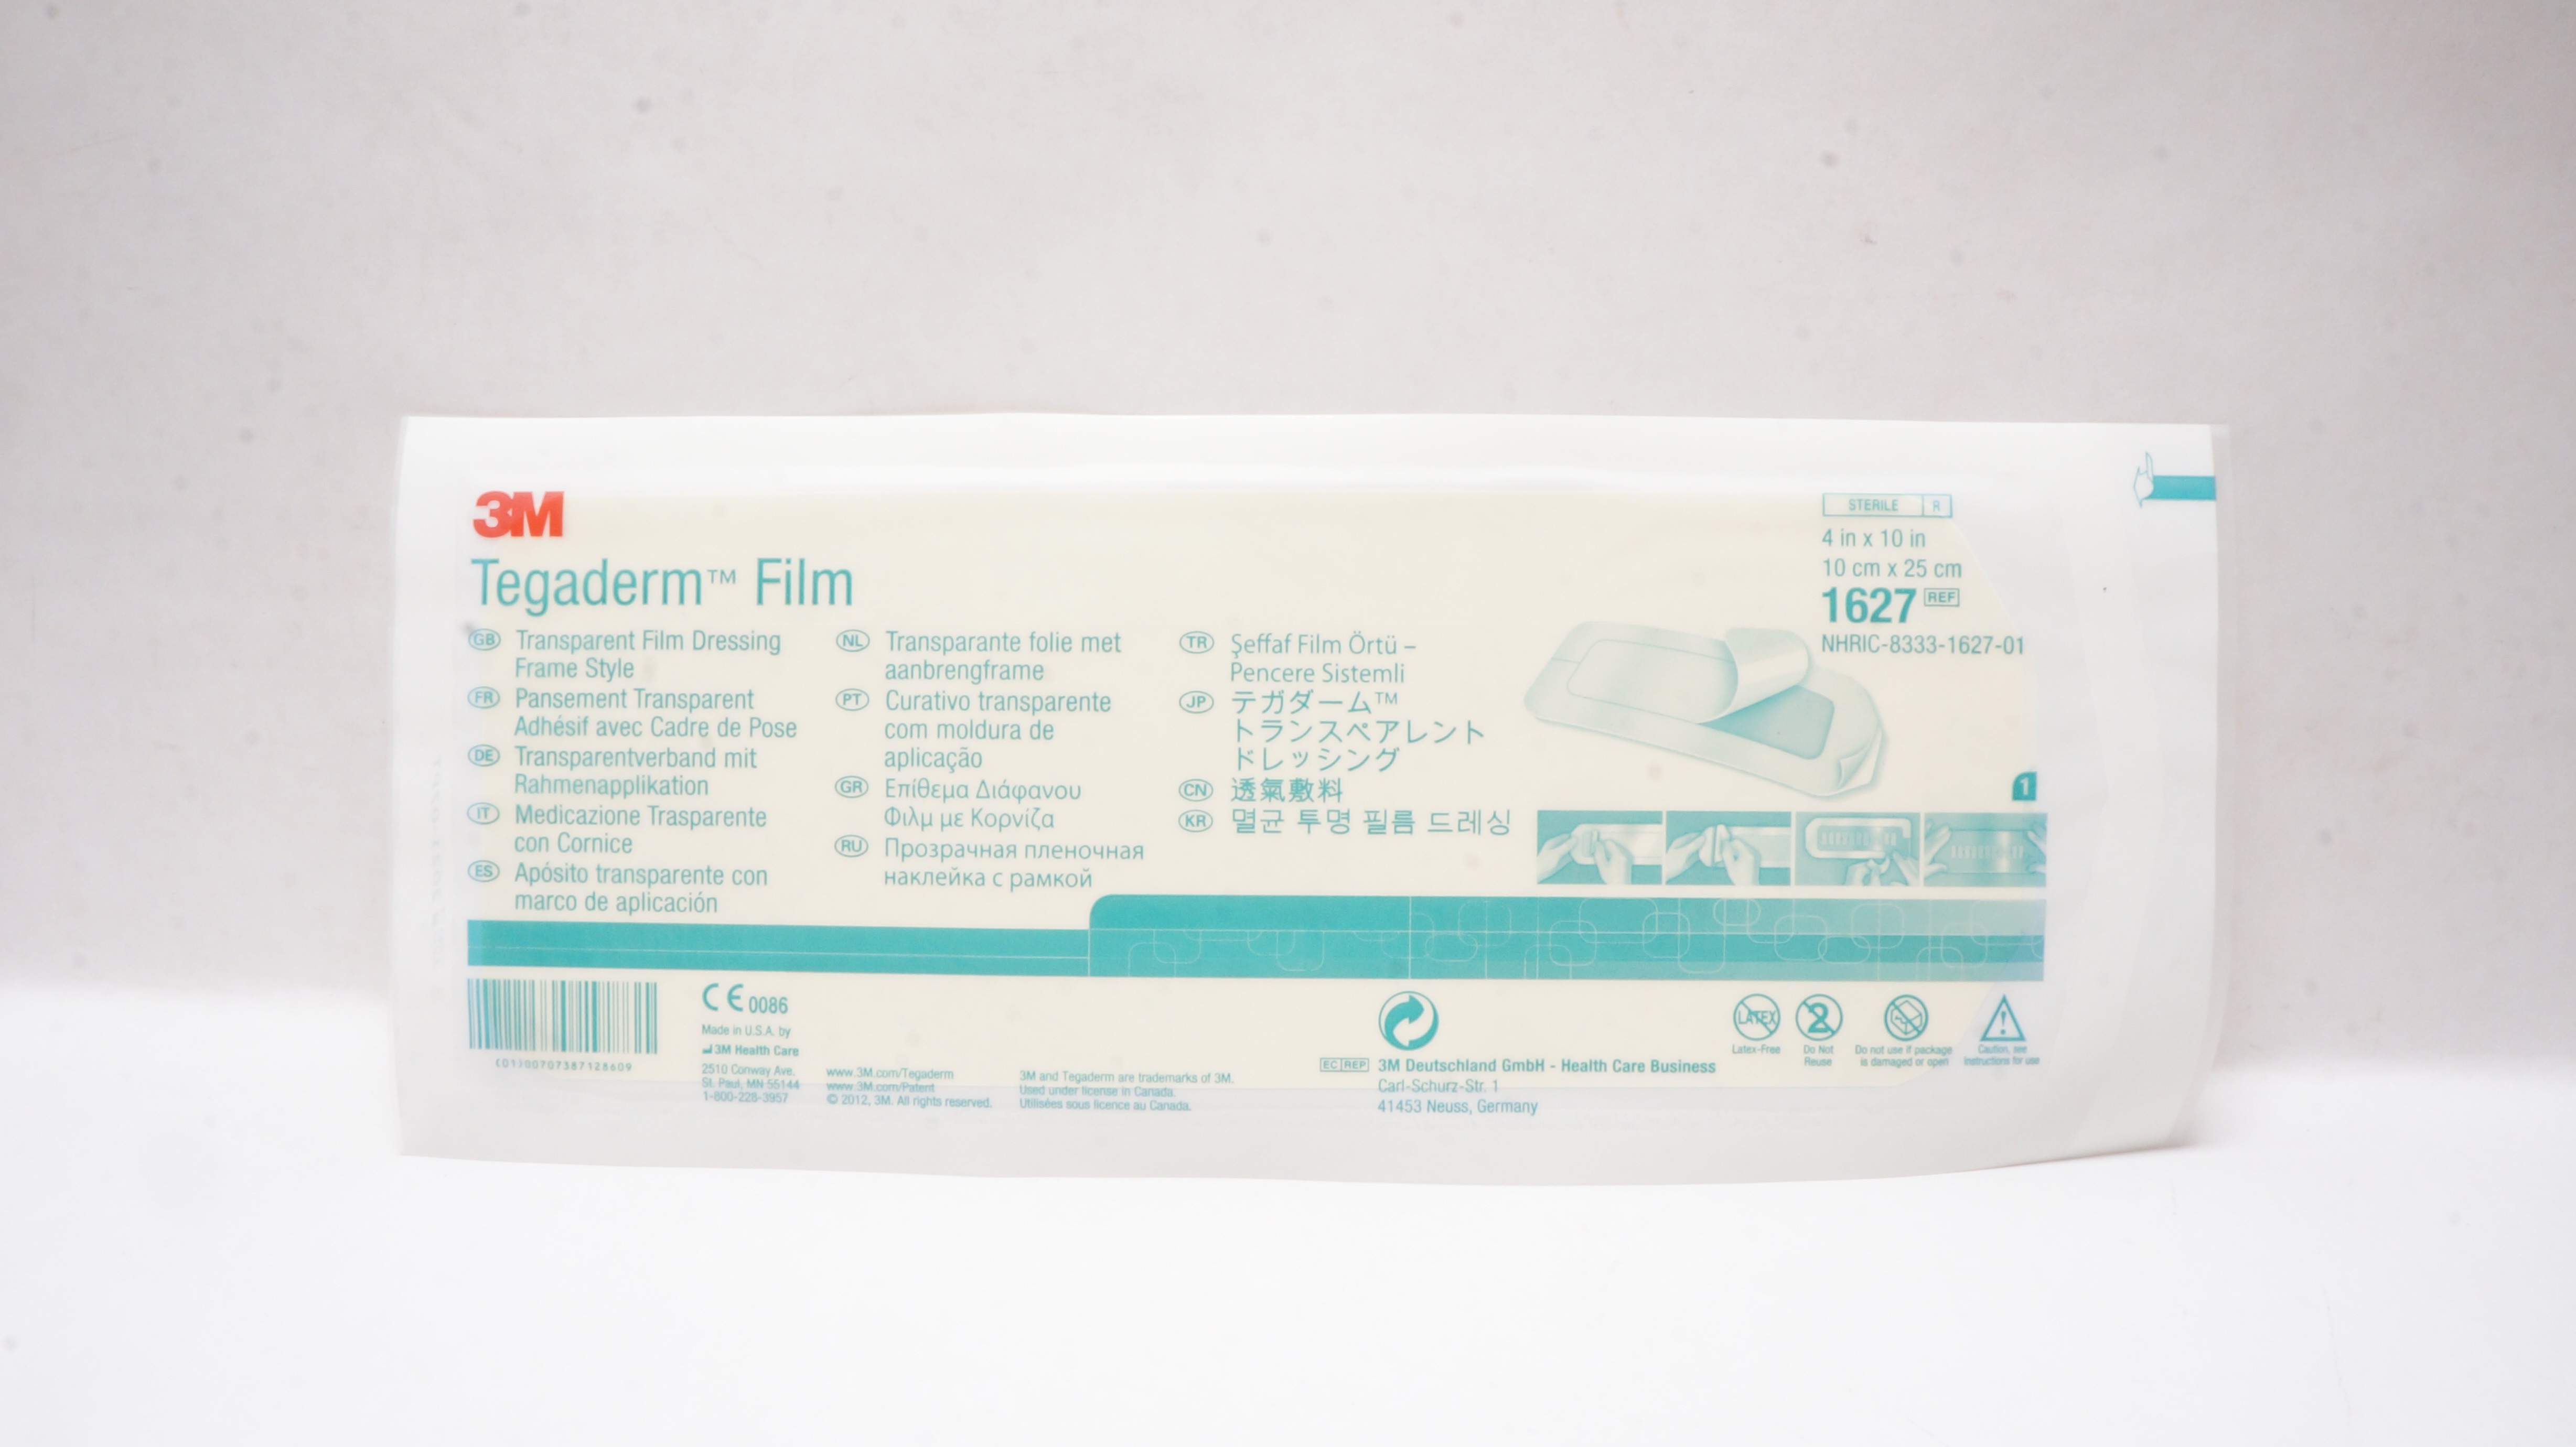 3M
Tegaderm™ Film
GB Transparent Film Dressing
Frame Style
FR Pansement Transparent
Adhésif avec Cadre de Pose
DE Transparentverband mit
Rahmenapplikation
IT Medicazione Trasparente
con Cornice
ES Apósito transparente con
marco de aplicación
NL Transparante folie met
aanbrengframe
PT Curativo transparente
com moldura de
aplicação
GR Επίθεμα Διάφανου
Φιλμ με Κορνίζα
RU Прозрачная пленочная
наклейка с рамкой
TR Şeffaf Film Örtü –
Pencere Sistemli
JP テガダーム™
トランスペアレント
ドレッシング
CN 透氣敷料
KR 멸균 투명 필름 드레싱
STERILE R
4 in x 10 in
10 cm x 25 cm
1627 REF
NHRIC-8333-1627-01
1
(01)00707387128609
CE 0086
Made in U.S.A. by
3M Health Care
2510 Conway Ave.
St. Paul, MN 55144
1-800-228-3957
www.3M.com/Tegaderm
www.3M.com/Patent
© 2012, 3M. All rights reserved.
3M and Tegaderm are trademarks of 3M.
Used under license in Canada.
Utilisées sous licence au Canada.
EC REP 3M Deutschland GmbH - Health Care Business
Carl-Schurz-Str. 1
41453 Neuss, Germany
LATEX
Latex-Free
2
Do Not
Reuse
Do not use if package
is damaged or open
Caution, see
instructions for use